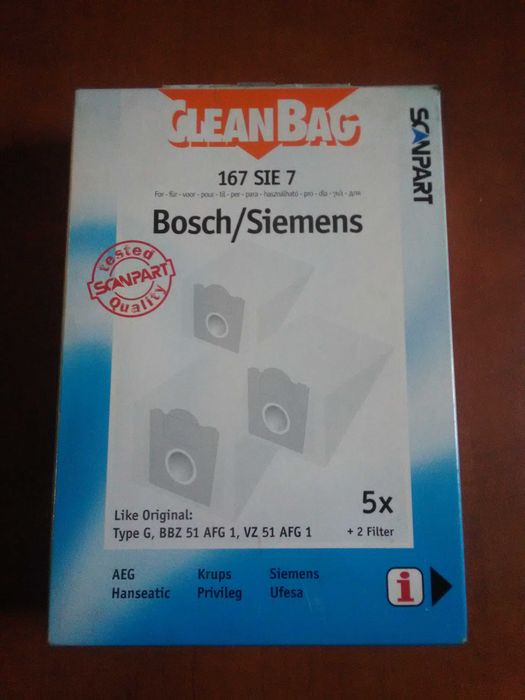 CLEANBAG
SCANPART
167 SIE 7
For - für - voor - pour - til - per - para - használható - pro - dla - για - для
Bosch/Siemens
tested
SCANPART
Quality
5x
Like Original:
Type G, BBZ 51 AFG 1, VZ 51 AFG 1
+ 2 Filter
AEG Krups Siemens
Hanseatic Privileg Ufesa
i